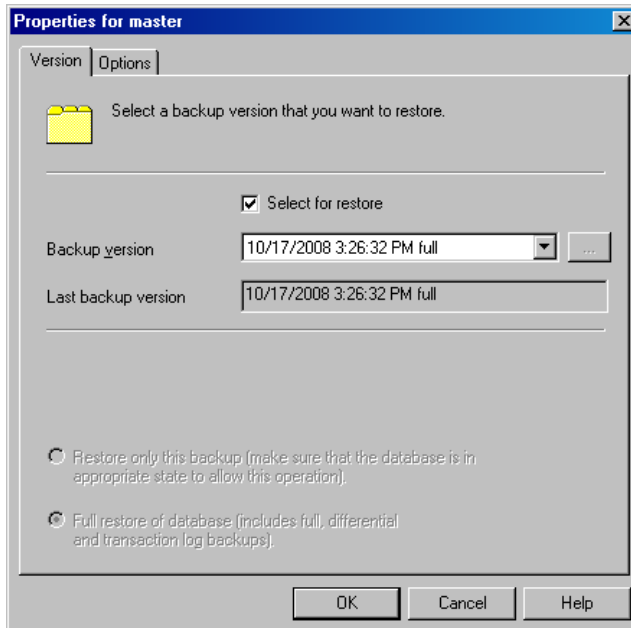 Properties for master
Version
Options
Select a backup version that you want to restore.
Select for restore
Backup version
10/17/2008 3:26:32 PM full
...
Last backup version
10/17/2008 3:26:32 PM full
Restore only this backup (make sure that the database is in
appropriate state to allow this operation).
Full restore of database (includes full, differential
and transaction log backups).
OK
Cancel
Help